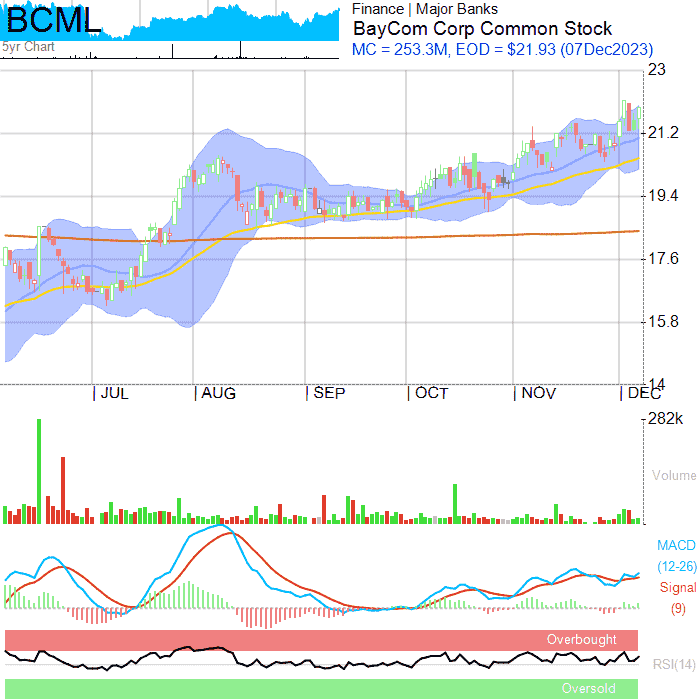 BCML
5yr Chart
Finance | Major Banks
BayCom Corp Common Stock
MC = 253.3M, EOD = $21.93 (07Dec2023)
23
21.2
19.4
17.6
15.8
14
JUL
AUG
SEP
OCT
NOV
DEC
282k
Volume
MACD
(12-26)
Signal
(9)
Overbought
RSI(14)
Oversold